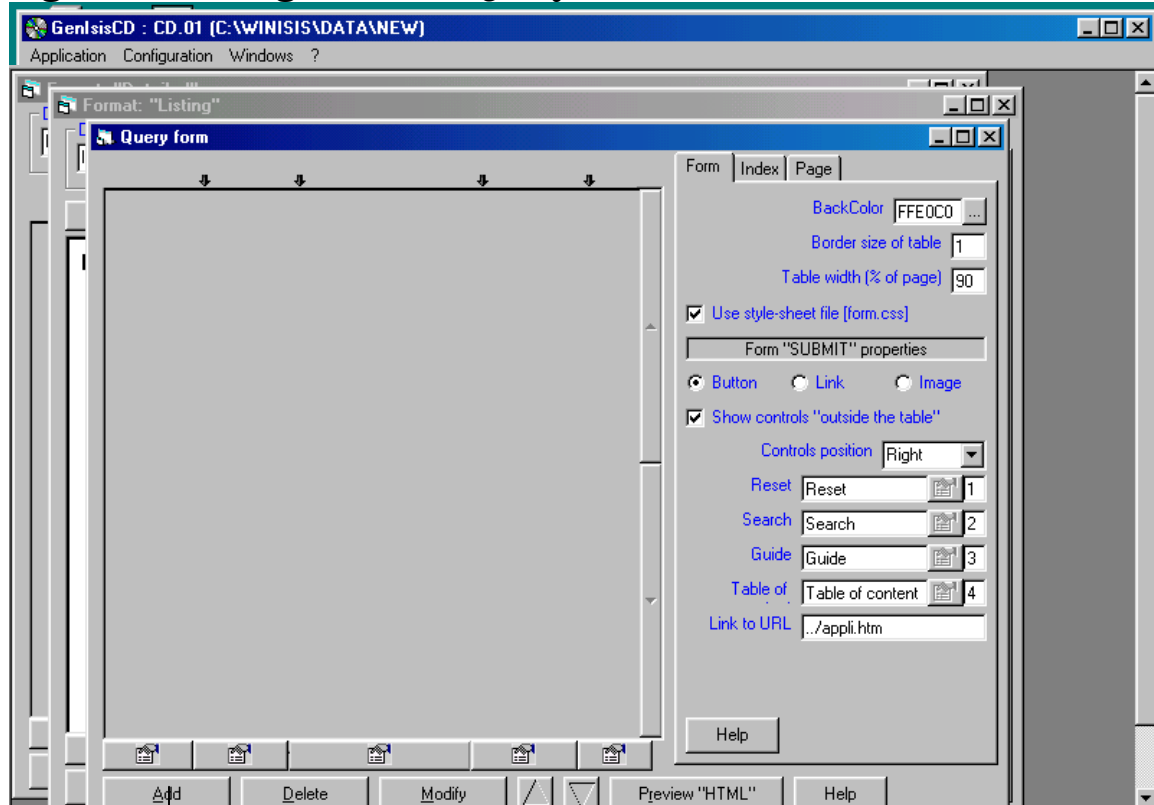 GenIsisCD : CD.01 (C:\WINISIS\DATA\NEW)
Application Configuration Windows ?
Format: "Listing"
Query form
Form Index Page
BackColor FFE0C0 ...
Border size of table 1
Table width (% of page) 90
Use style-sheet file [form.css]
Form "SUBMIT" properties
Button Link Image
Show controls "outside the table"
Controls position Right
Reset Reset 1
Search Search 2
Guide Guide 3
Table of Table of content 4
Link to URL ../appli.htm
Help
Add Delete Modify Preview "HTML" Help